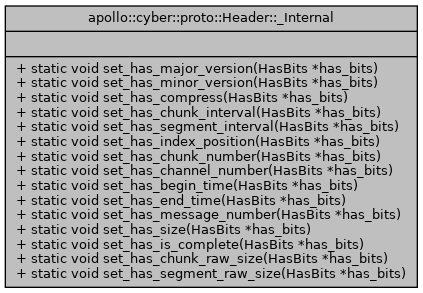 apollo::cyber::proto::Header::_Internal
+ static void set_has_major_version(HasBits *has_bits)
+ static void set_has_minor_version(HasBits *has_bits)
+ static void set_has_compress(HasBits *has_bits)
+ static void set_has_chunk_interval(HasBits *has_bits)
+ static void set_has_segment_interval(HasBits *has_bits)
+ static void set_has_index_position(HasBits *has_bits)
+ static void set_has_chunk_number(HasBits *has_bits)
+ static void set_has_channel_number(HasBits *has_bits)
+ static void set_has_begin_time(HasBits *has_bits)
+ static void set_has_end_time(HasBits *has_bits)
+ static void set_has_message_number(HasBits *has_bits)
+ static void set_has_size(HasBits *has_bits)
+ static void set_has_is_complete(HasBits *has_bits)
+ static void set_has_chunk_raw_size(HasBits *has_bits)
+ static void set_has_segment_raw_size(HasBits *has_bits)